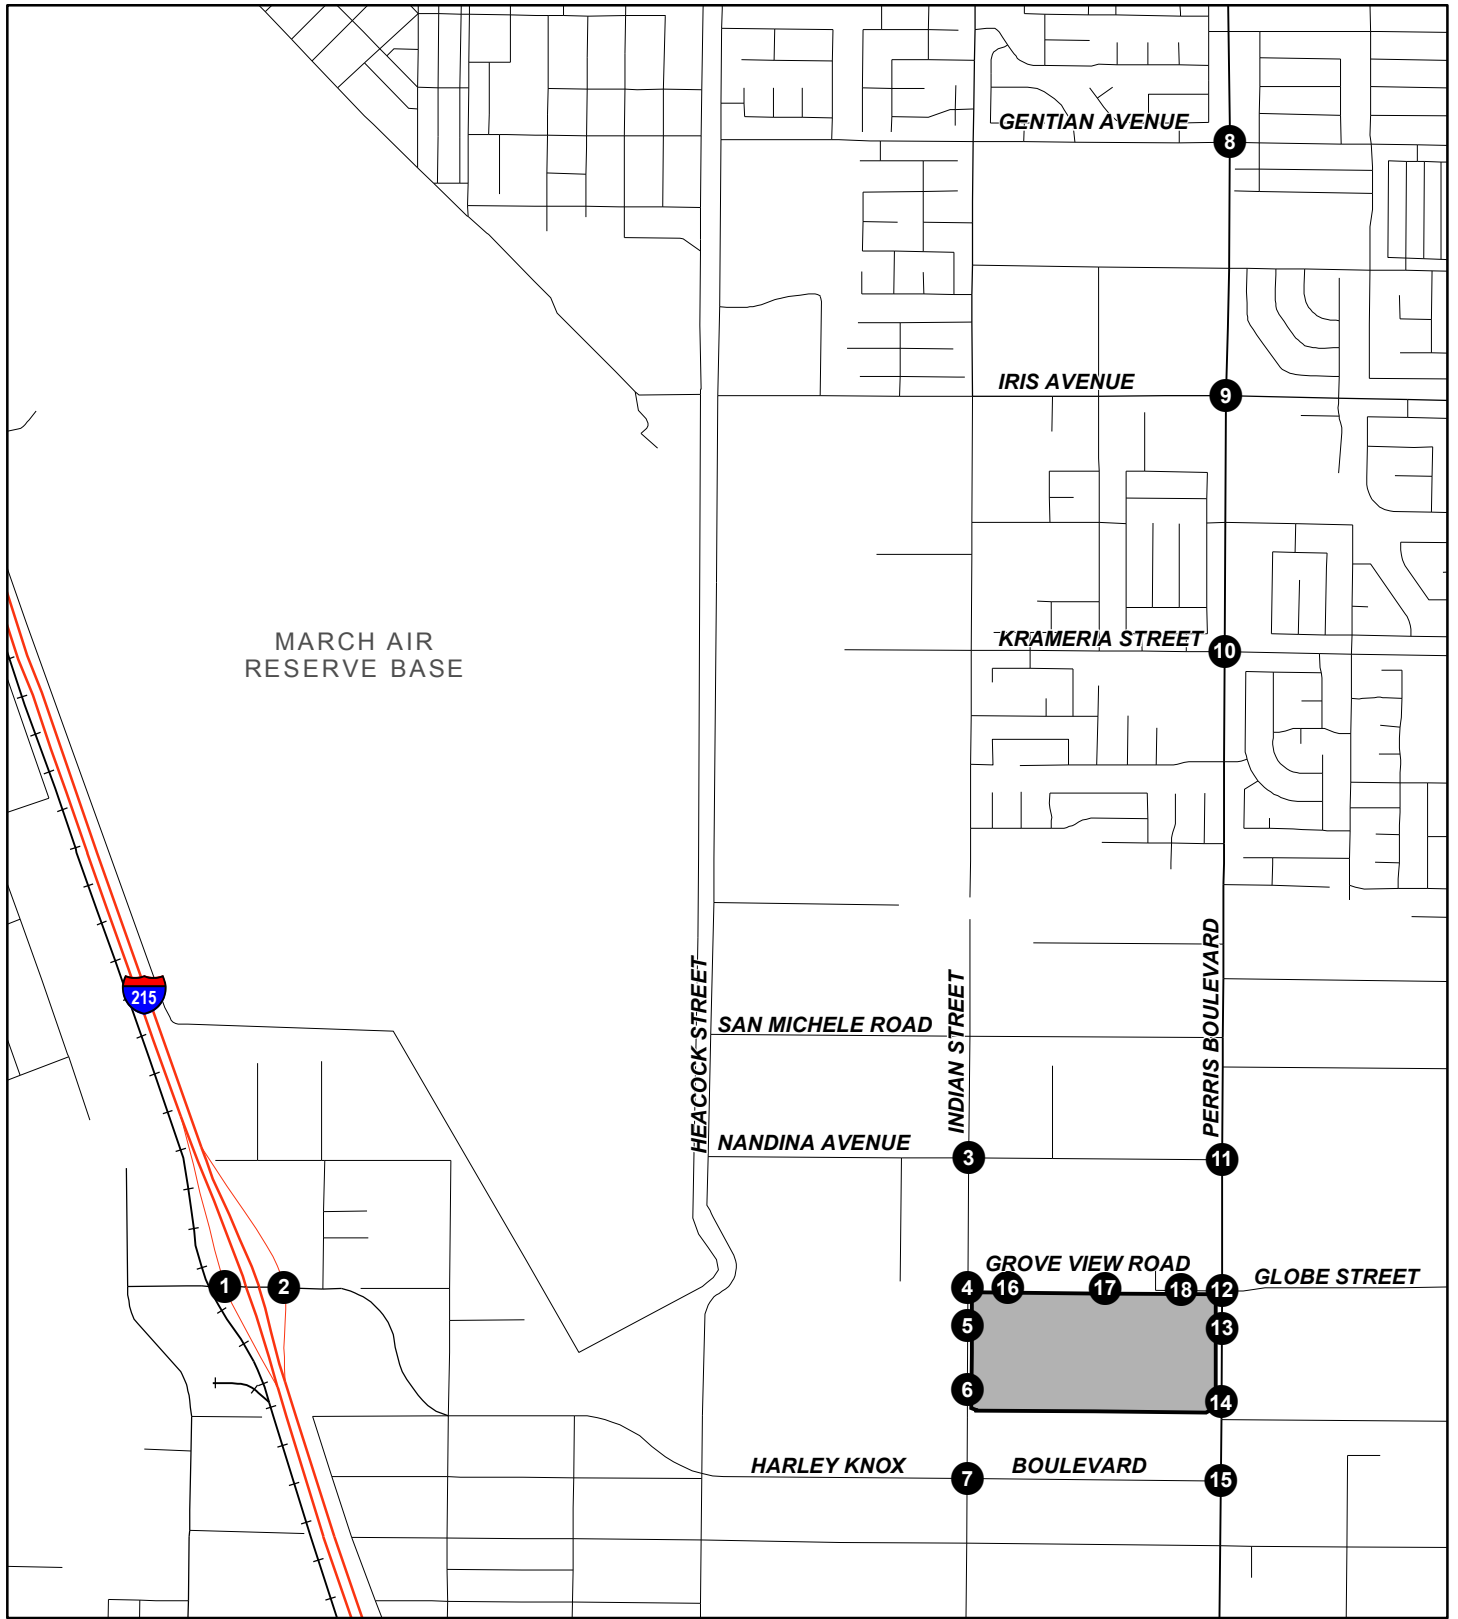 GENTIAN AVENUE
8
IRIS AVENUE
9
MARCH AIR
RESERVE BASE
KRAMERIA STREET
10
215
HEACOCK STREET
SAN MICHELE ROAD
INDIAN STREET
PERRIS BOULEVARD
NANDINA AVENUE
3
11
GROVE VIEW ROAD
GLOBE STREET
1
2
4
16
17
18
12
5
13
6
14
HARLEY KNOX
BOULEVARD
7
15